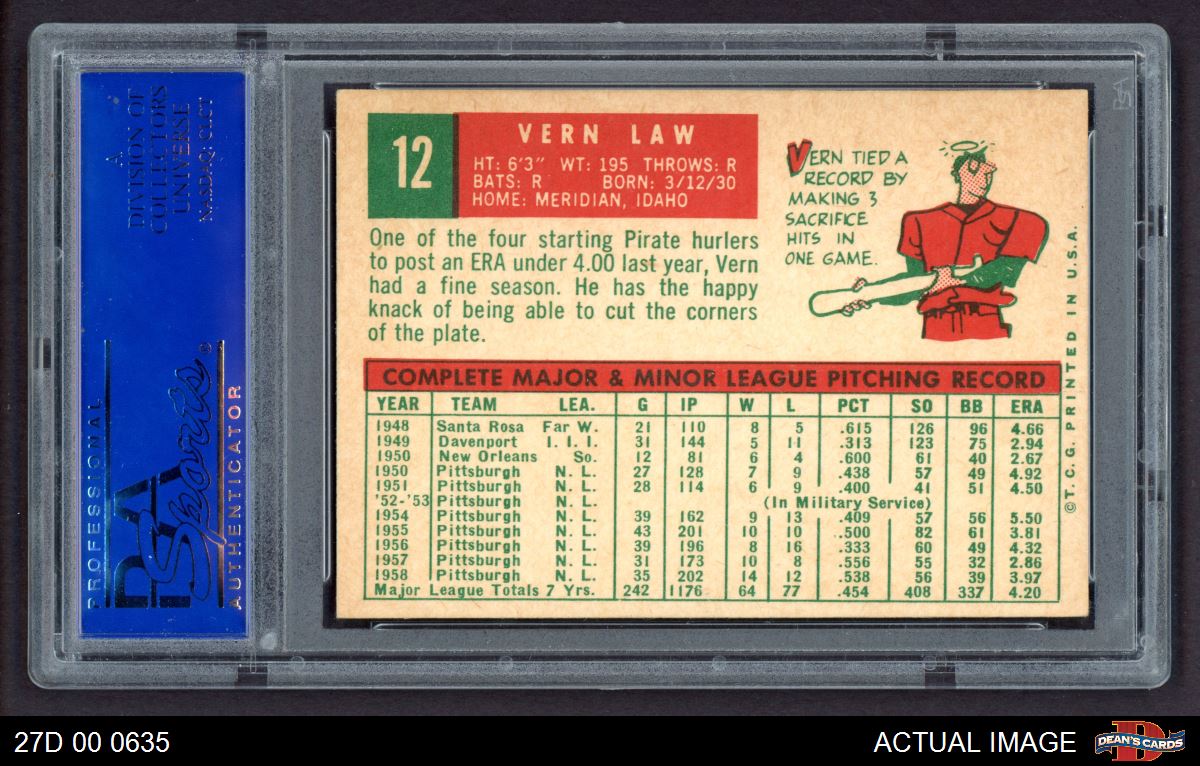 A
DIVISION OF
COLLECTORS
UNIVERSE
NASDAQ: CLCT
PROFESSIONAL
PSA
Sports
AUTHENTICATOR
12
VERN LAW
HT: 6'3" WT: 195 THROWS: R
BATS: R BORN: 3/12/30
HOME: MERIDIAN, IDAHO
One of the four starting Pirate hurlers
to post an ERA under 4.00 last year, Vern
had a fine season. He has the happy
knack of being able to cut the corners
of the plate.
VERN TIED A
RECORD BY
MAKING 3
SACRIFICE
HITS IN
ONE GAME.
COMPLETE MAJOR & MINOR LEAGUE PITCHING RECORD
YEAR TEAM LEA. G IP W L PCT SO BB ERA
1948 Santa Rosa Far W. 21 110 8 5 .615 126 96 4.66
1949 Davenport I. I. I. 31 144 5 11 .313 123 75 2.94
1950 New Orleans So. 12 81 6 4 .600 61 40 2.67
1950 Pittsburgh N. L. 27 128 7 9 .438 57 49 4.92
1951 Pittsburgh N. L. 28 114 6 9 .400 41 51 4.50
'52-'53 Pittsburgh N. L. (In Military Service)
1954 Pittsburgh N. L. 39 162 9 13 .409 57 56 5.50
1955 Pittsburgh N. L. 43 201 10 10 .500 82 61 3.81
1956 Pittsburgh N. L. 39 196 8 16 .333 60 49 4.32
1957 Pittsburgh N. L. 31 173 10 8 .556 55 32 2.86
1958 Pittsburgh N. L. 35 202 14 12 .538 56 39 3.97
Major League Totals 7 Yrs. 242 1176 64 77 .454 408 337 4.20
©T. C. G. PRINTED IN U.S.A.
27D 00 0635
ACTUAL IMAGE
D
DEAN'S CARDS